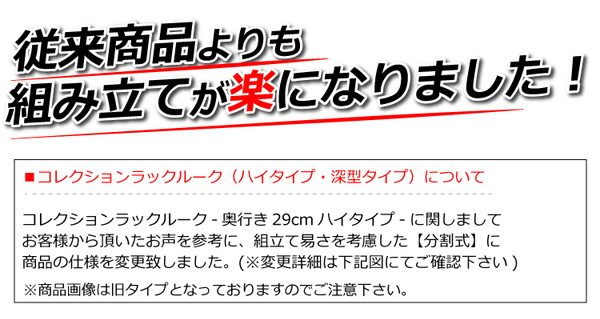 従来商品よりも
組み立てが楽になりました！
■コレクションラックルーク（ハイタイプ・深型タイプ）について
コレクションラックルーク - 奥行き 29cm ハイタイプ - に関しまして
お客様から頂いたお声を参考に、組立て易さを考慮した【分割式】に
商品の仕様を変更致しました。(※変更詳細は下記図にてご確認下さい )
※商品画像は旧タイプとなっておりますのでご注意下さい。